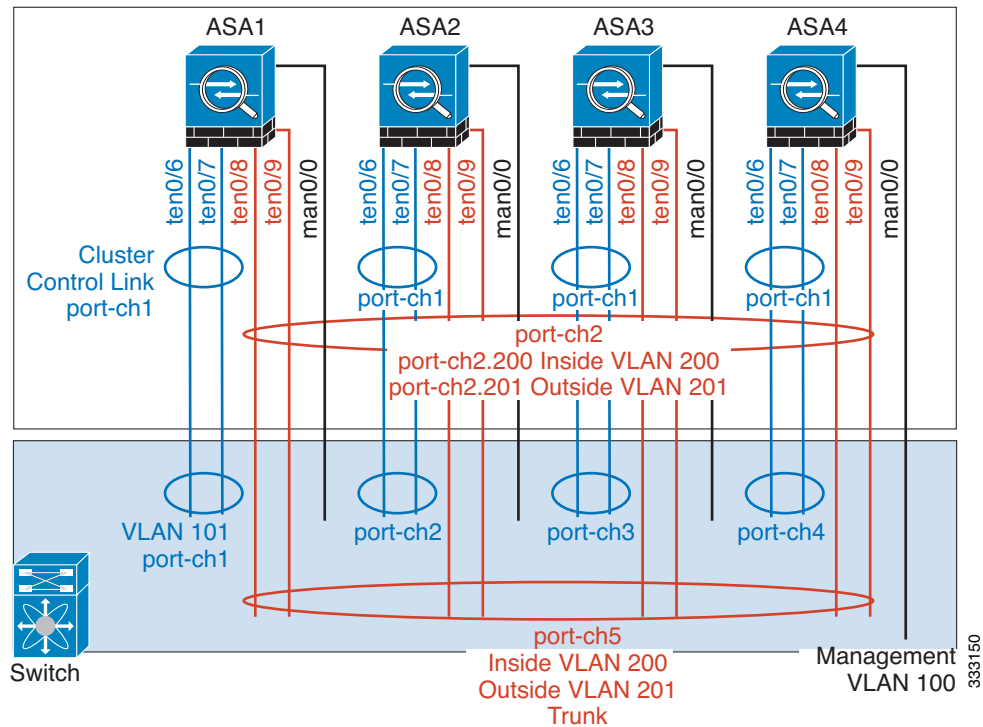 ASA1
ASA2
ASA3
ASA4
ten0/6
ten0/7
ten0/8
ten0/9
man0/0
ten0/6
ten0/7
ten0/8
ten0/9
man0/0
ten0/6
ten0/7
ten0/8
ten0/9
man0/0
ten0/6
ten0/7
ten0/8
ten0/9
man0/0
Cluster
Control Link
port-ch1
port-ch1
port-ch1
port-ch1
port-ch2
port-ch2.200 Inside VLAN 200
port-ch2.201 Outside VLAN 201
VLAN 101
port-ch1
port-ch2
port-ch3
port-ch4
Switch
port-ch5
Inside VLAN 200
Outside VLAN 201
Trunk
Management
VLAN 100
333150